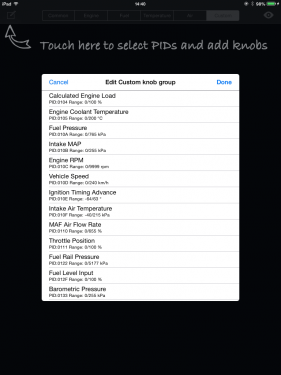 iPad
14:40
98%
Touch here to select PIDs and add knobs
Cancel Edit Custom knob group Done
Calculated Engine Load
PID:0104 Range: 0/100 %
Engine Coolant Temperature
PID:0105 Range: 0/200 °C
Fuel Pressure
PID:010A Range: 0/765 kPa
Intake MAP
PID:010B Range: 0/255 kPa
Engine RPM
PID:010C Range: 0/9999 rpm
Vehicle Speed
PID:010D Range: 0/240 km/h
Ignition Timing Advance
PID:010E Range: -64/63 °
Intake Air Temperature
PID:010F Range: -40/215 kPa
MAF Air Flow Rate
PID:0110 Range: 0/655 %
Throttle Position
PID:0111 Range: 0/100 %
Fuel Rail Pressure
PID:0122 Range: 0/5177 kPa
Fuel Level Input
PID:012F Range: 0/100 %
Barometric Pressure
PID:0133 Range: 0/255 kPa